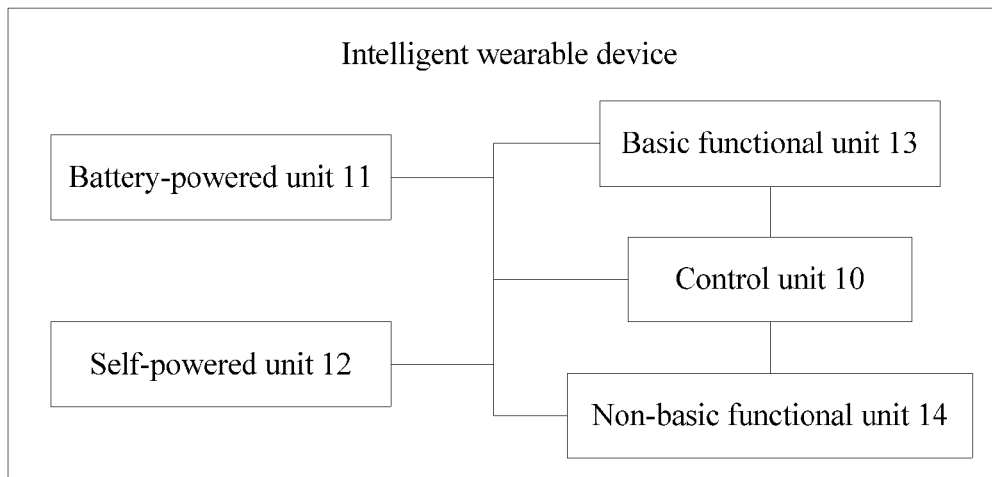 Intelligent wearable device
Basic functional unit 13
Battery-powered unit 11
Control unit 10
Self-powered unit 12
Non-basic functional unit 14